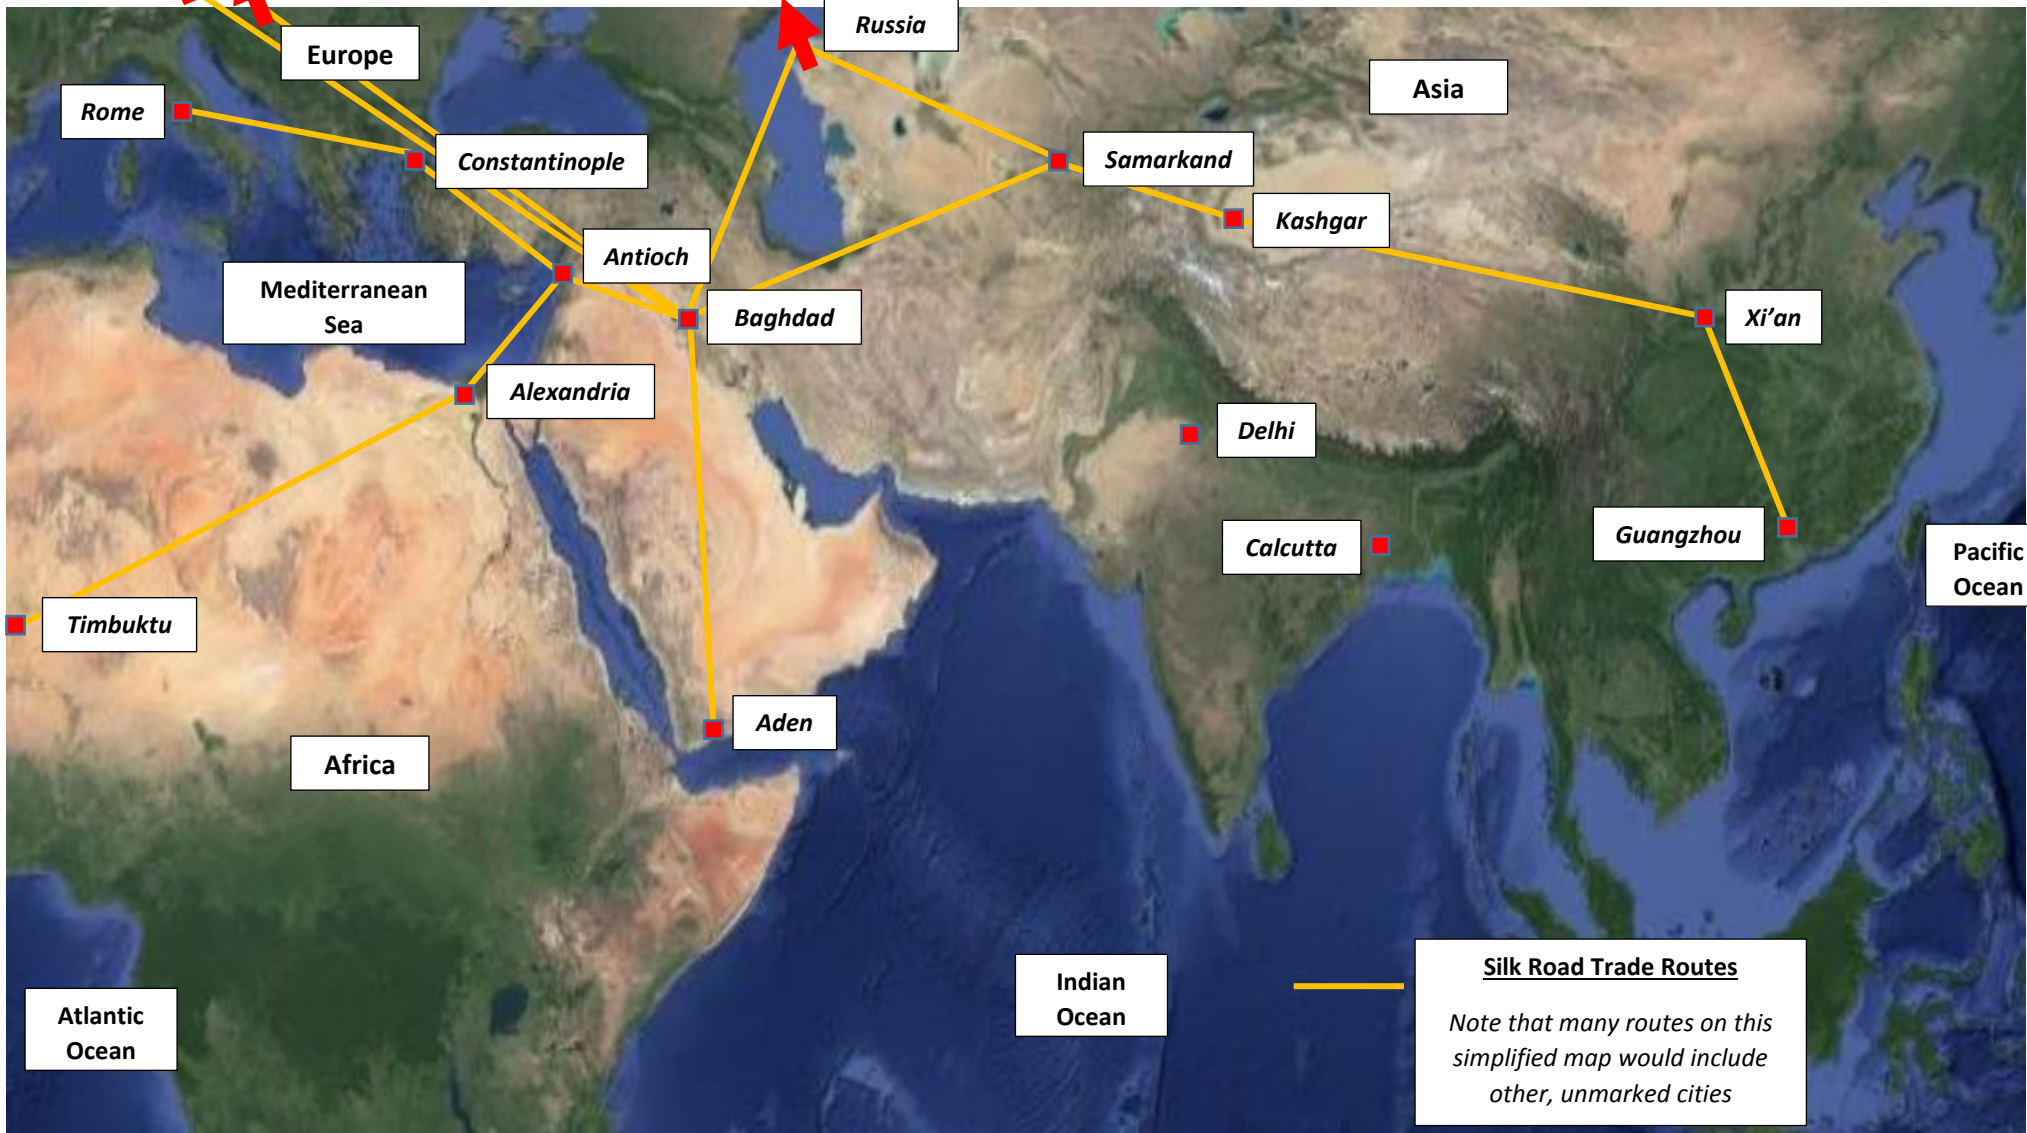 Russia
Europe
Asia
Rome
Constantinople
Samarkand
Kashgar
Antioch
Mediterranean
Sea
Baghdad
Xi’an
Alexandria
Delhi
Guangzhou
Calcutta
Pacific
Ocean
Timbuktu
Aden
Africa
Indian
Ocean
Atlantic
Ocean
Silk Road Trade Routes
Note that many routes on this
simplified map would include
other, unmarked cities